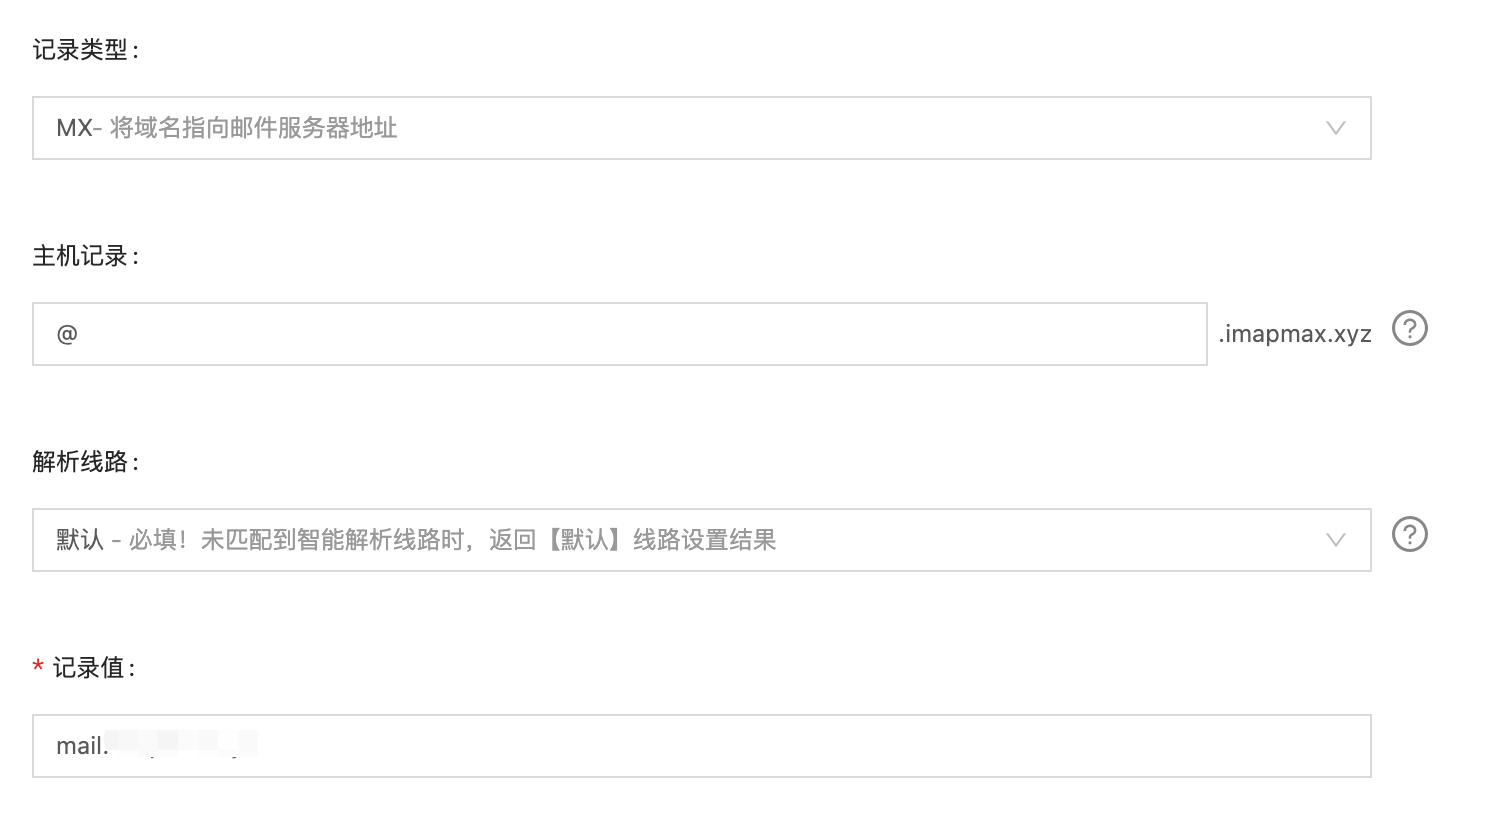 记录类型:
MX- 将域名指向邮件服务器地址
主机记录:
@
.imapmax.xyz
解析线路:
默认 - 必填！未匹配到智能解析线路时，返回【默认】线路设置结果
* 记录值:
mail.